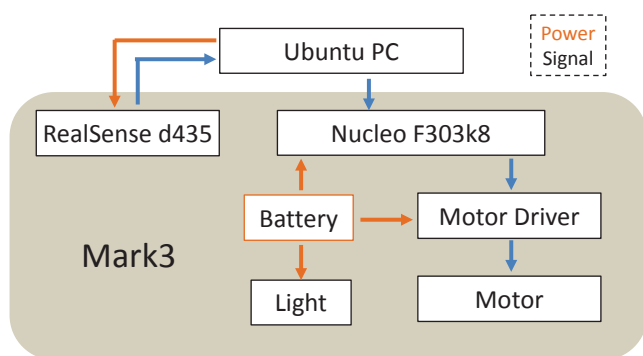 Ubuntu PC
Power
Signal
RealSense d435
Nucleo F303k8
Battery
Motor Driver
Mark3
Light
Motor